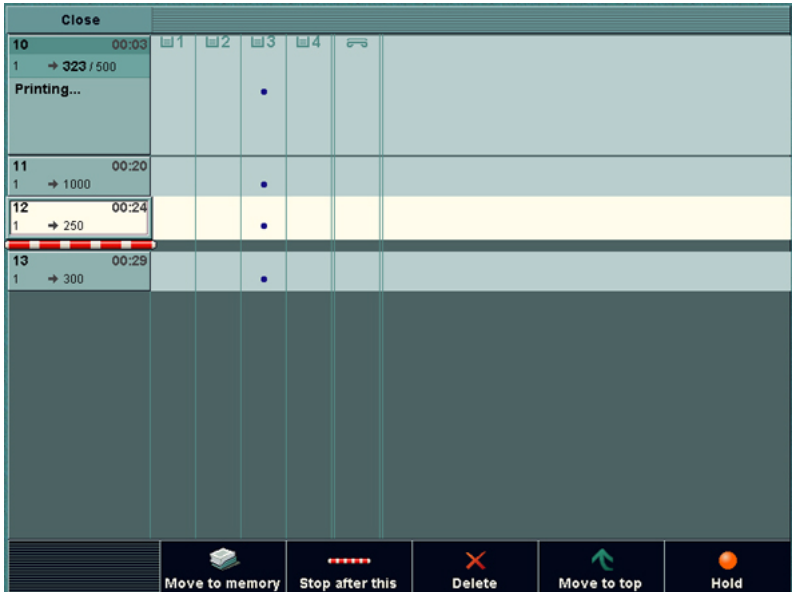 Close
10 00:03 1 2 3 4
1 ➔ 323 / 500
Printing...
11 00:20
1 ➔ 1000
12 00:24
1 ➔ 250
13 00:29
1 ➔ 300
Move to memory Stop after this Delete Move to top Hold